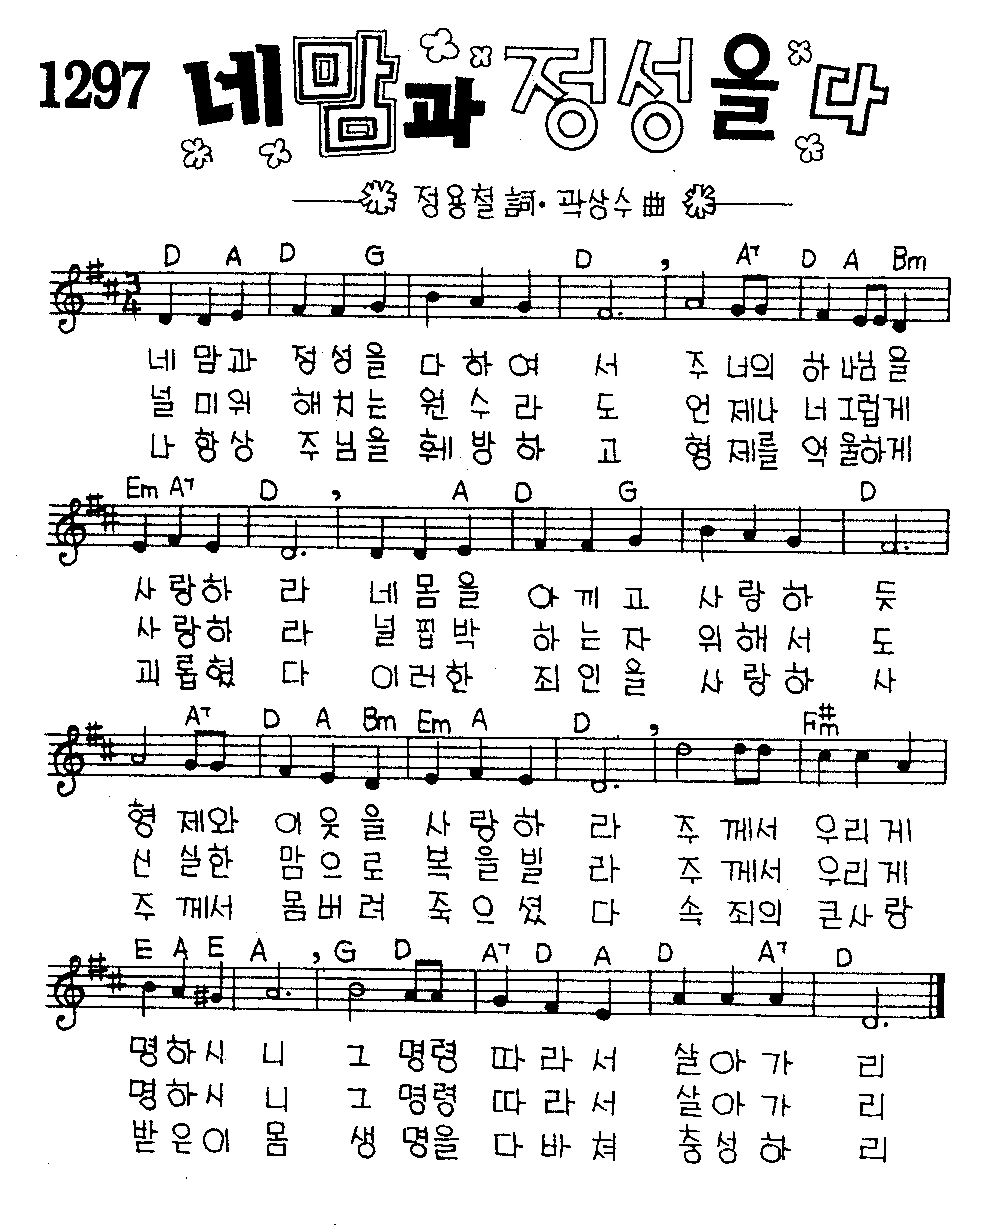 1297 네맘과 정성을 다
정용철 詞· 곽상수 曲
D A D G D A7 D A Bm
3
4
네 맘과 정성을 다하여 서 주 너의 하나님을
널 미워 해치는 원수라 도 언 제나 너그럽게
나 항상 주님을 훼방하 고 형 제를 억울하게
Em A7 D A D G D
사랑하 라 네몸을 아끼고 사랑하 듯
사랑하 라 널핍박 하는자 위해서 도
괴롭혔 다 이러한 죄인을 사랑하 사
A7 D A Bm Em A D F#m
형 제와 이웃을 사랑하 라 주 께서 우리게
신 실한 맘으로 복을빌 라 주 께서 우리게
주 께서 몸버려 죽으셨 다 속 죄의 큰사랑
E A E A G D A7 D A D A7 D
명하시 니 그 명령 따라서 살아가 리
명하시 니 그 명령 따라서 살아가 리
받은이 몸 생 명을 다바쳐 충성하 리